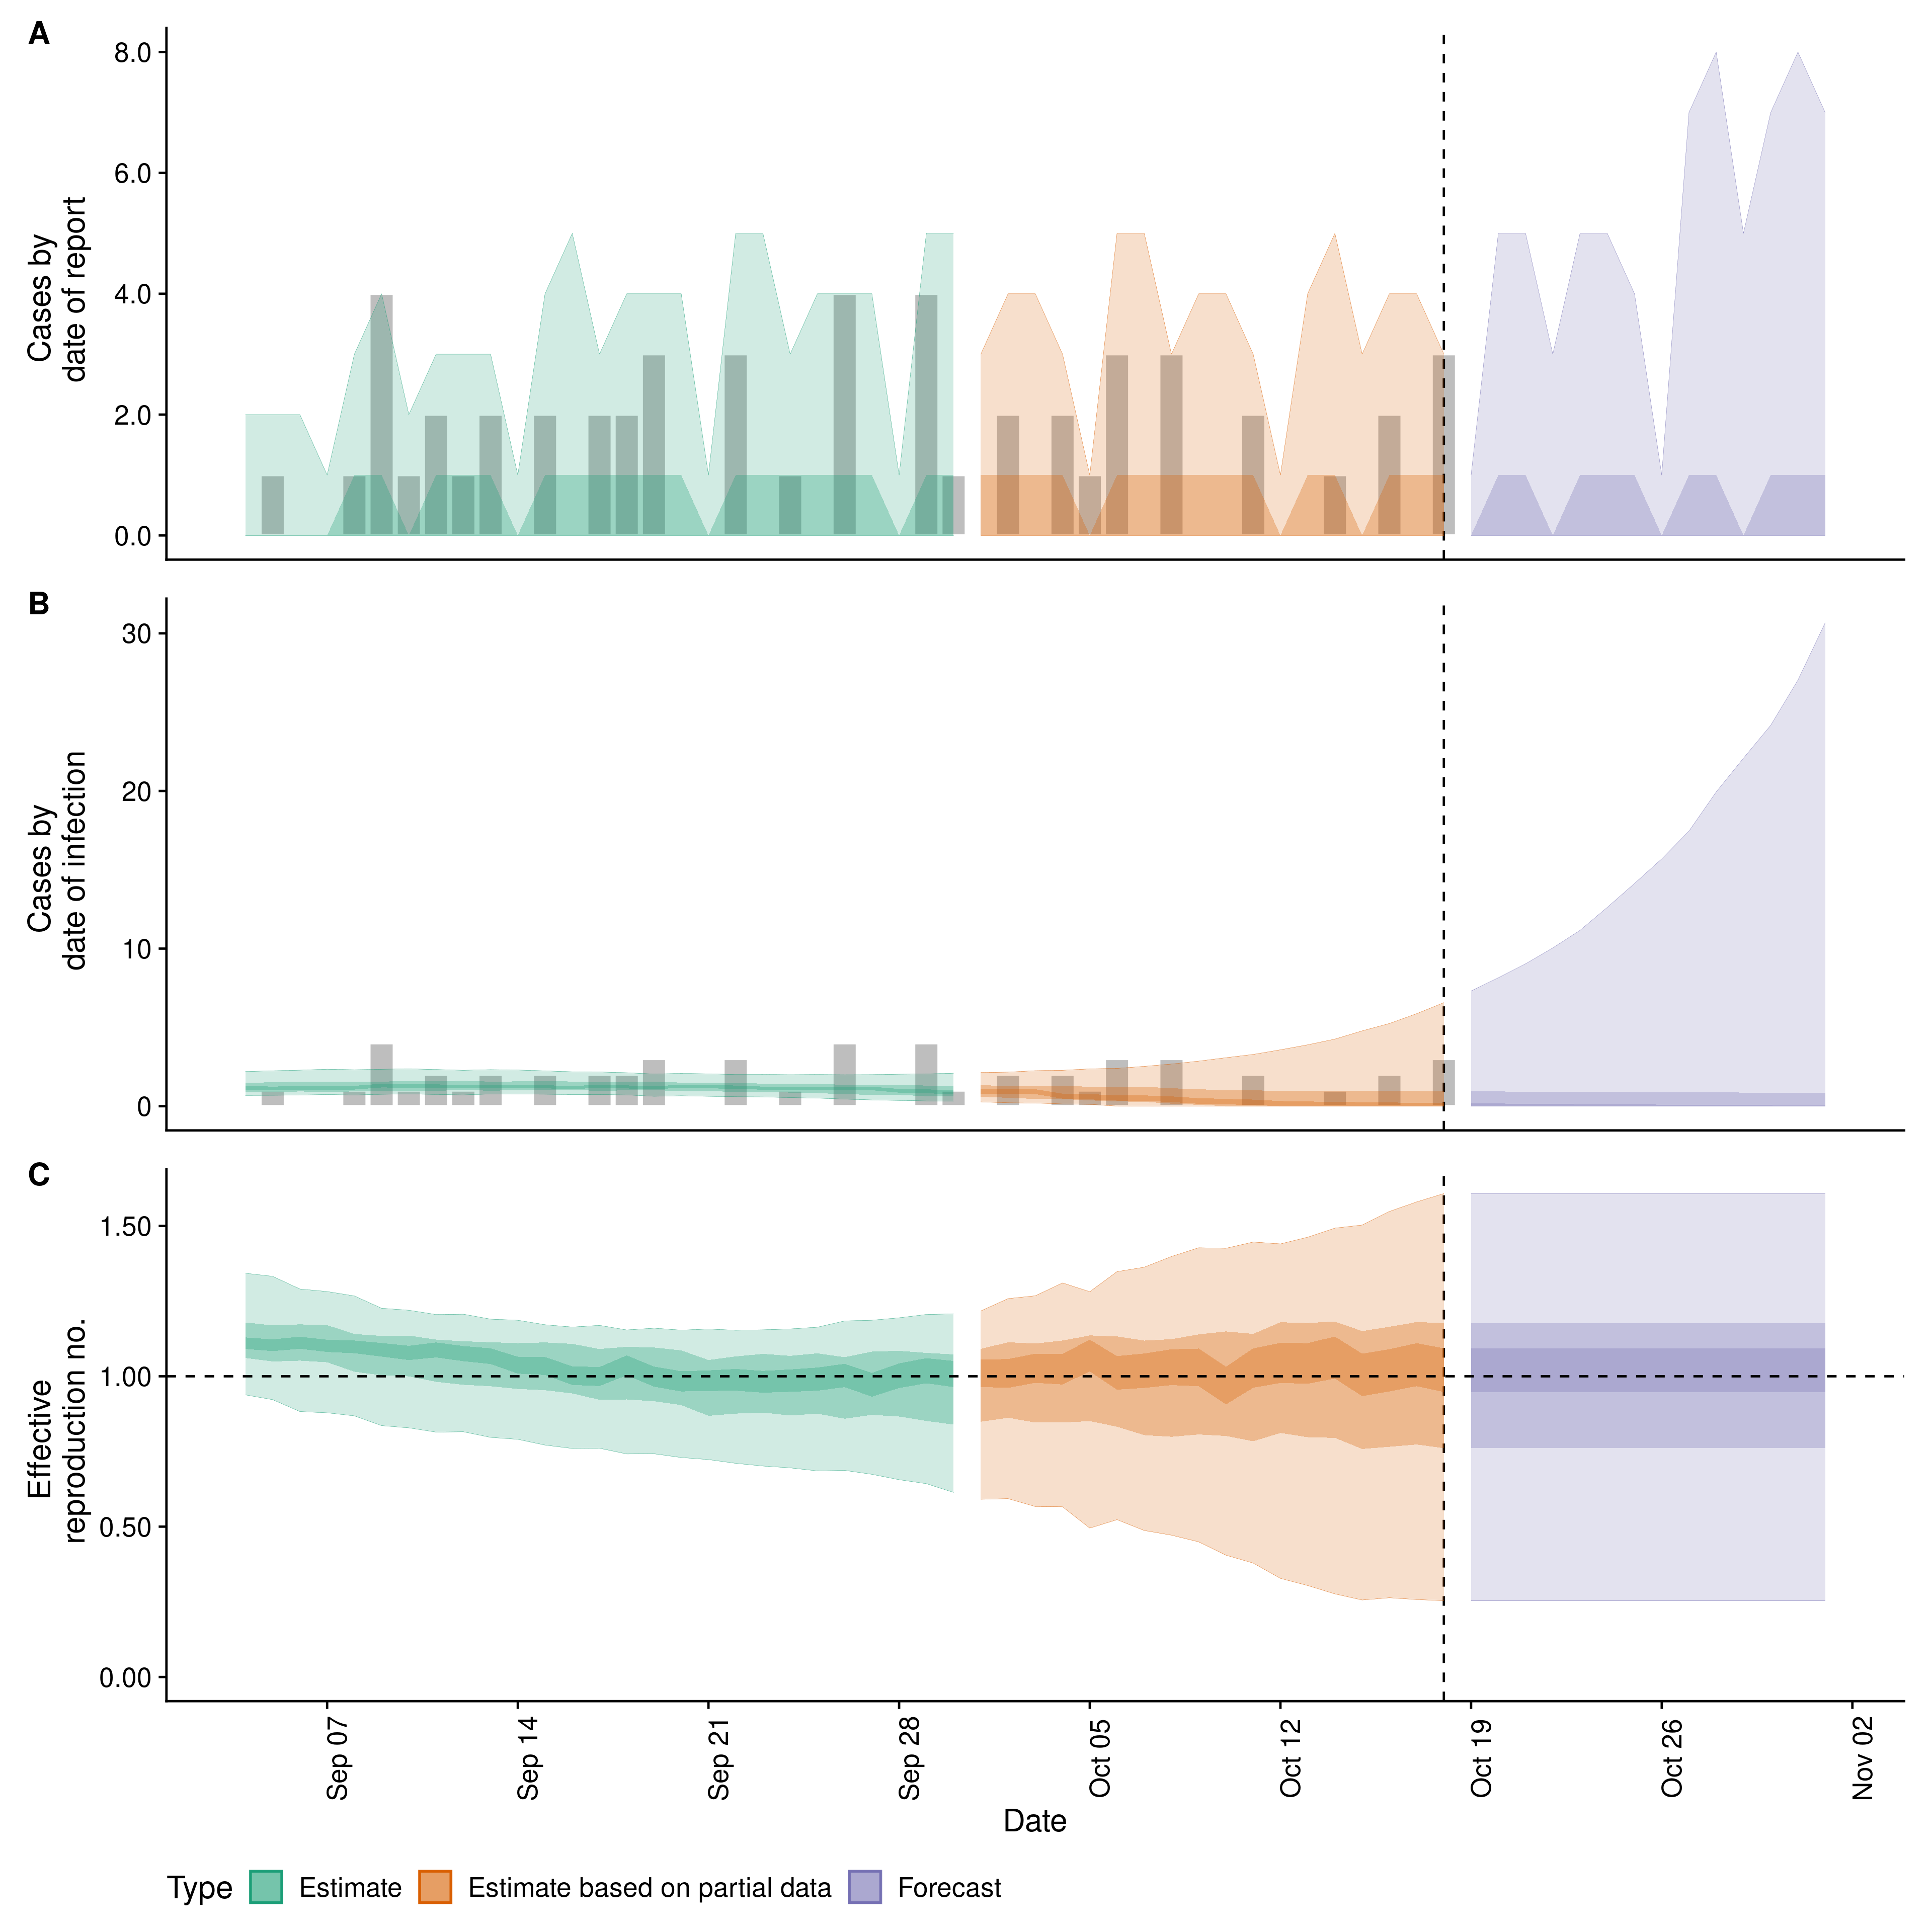 A
8.0
6.0
4.0
2.0
0.0
Cases by
date of report
B
30
20
10
0
Cases by
date of infection
C
1.50
1.00
0.50
0.00
Effective
reproduction no.
Sep 07
Sep 14
Sep 21
Sep 28
Oct 05
Oct 12
Oct 19
Oct 26
Nov 02
Date
Type
Estimate
Estimate based on partial data
Forecast